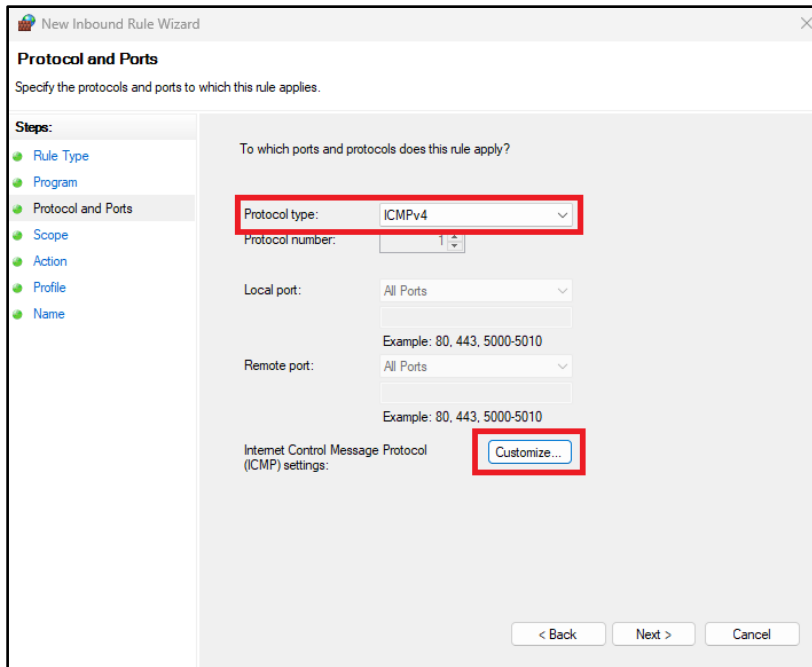 New Inbound Rule Wizard
Protocol and Ports
Specify the protocols and ports to which this rule applies.
Steps:
Rule Type
Program
Protocol and Ports
Scope
Action
Profile
Name
To which ports and protocols does this rule apply?
Protocol type: ICMPv4
Protocol number: 1
Local port: All Ports
Example: 80, 443, 5000-5010
Remote port: All Ports
Example: 80, 443, 5000-5010
Internet Control Message Protocol
(ICMP) settings:
Customize...
< Back Next > Cancel